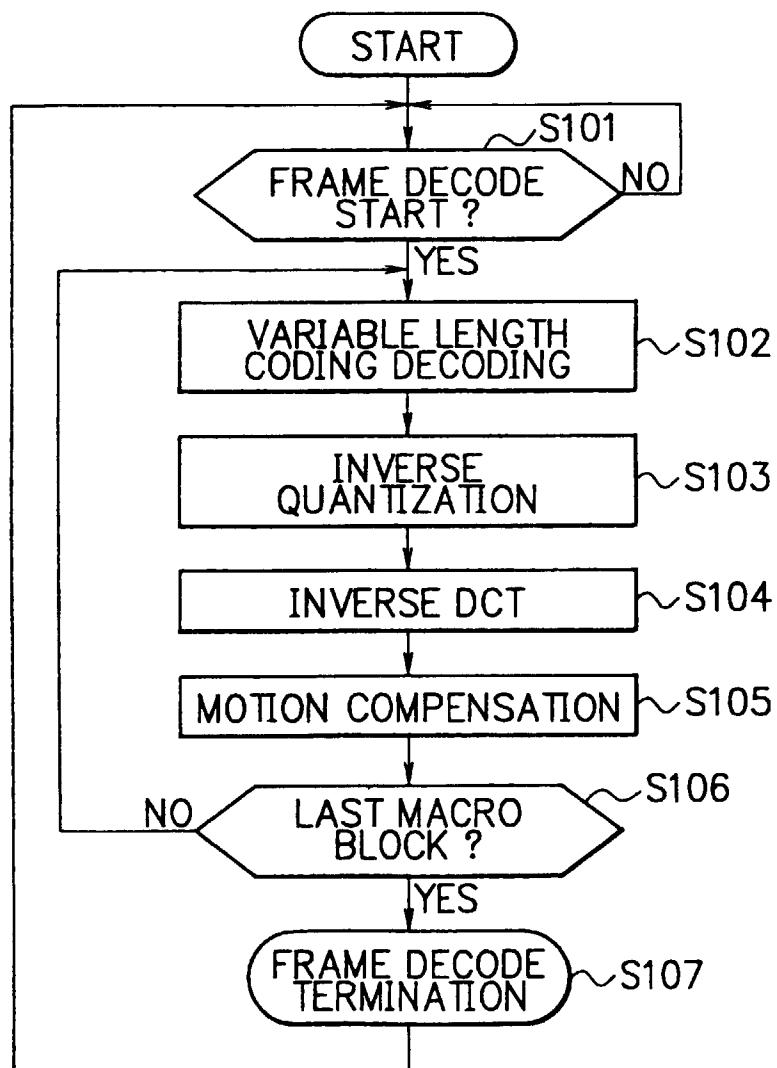 START
S101
FRAME DECODE
START ?
NO
YES
VARIABLE LENGTH
CODING DECODING
S102
INVERSE
QUANTIZATION
S103
INVERSE DCT
S104
MOTION COMPENSATION
S105
S106
NO
LAST MACRO
BLOCK ?
YES
FRAME DECODE
TERMINATION
S107